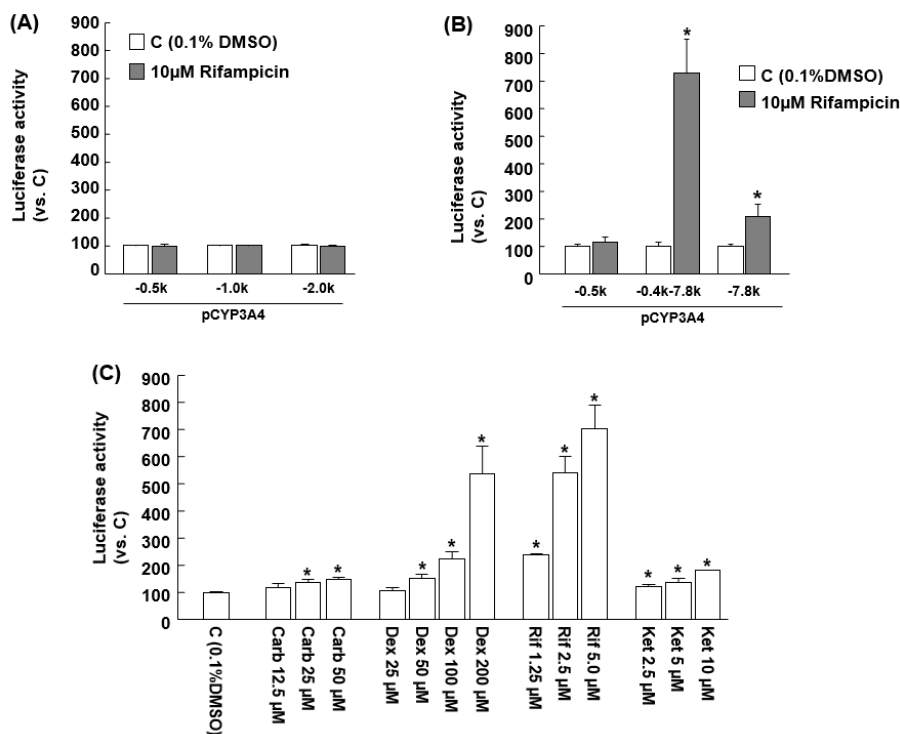 (A)
900
800
700
600
500
400
300
200
100
0
Luciferase activity
(vs. C)
C (0.1% DMSO)
10µM Rifampicin
-0.5k -1.0k -2.0k
pCYP3A4
(B)
900
800
700
600
500
400
300
200
100
0
Luciferase activity
(vs. C)
* *
C (0.1%DMSO)
10µM Rifampicin
-0.5k -0.4k-7.8k -7.8k
pCYP3A4
(C)
900
800
700
600
500
400
300
200
100
0
Luciferase activity
(vs. C)
* * * * * * * * * * *
C (0.1%DMSO)
Carb 12.5 µM
Carb 25 µM
Carb 50 µM
Dex 25 µM
Dex 50 µM
Dex 100 µM
Dex 200 µM
Rif 1.25 µM
Rif 2.5 µM
Rif 5.0 µM
Ket 2.5 µM
Ket 5 µM
Ket 10 µM